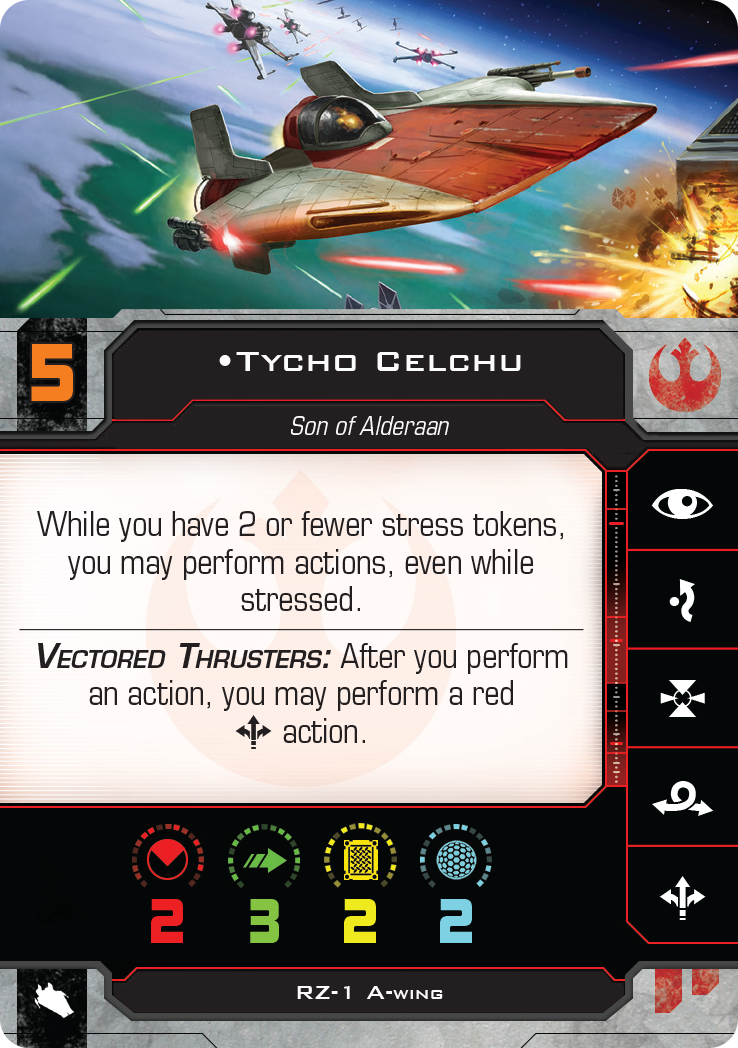 5
•Tycho Celchu
Son of Alderaan
While you have 2 or fewer stress tokens,
you may perform actions, even while
stressed.
Vectored Thrusters: After you perform
an action, you may perform a red
action.
2 3 2 2
RZ-1 A-wing